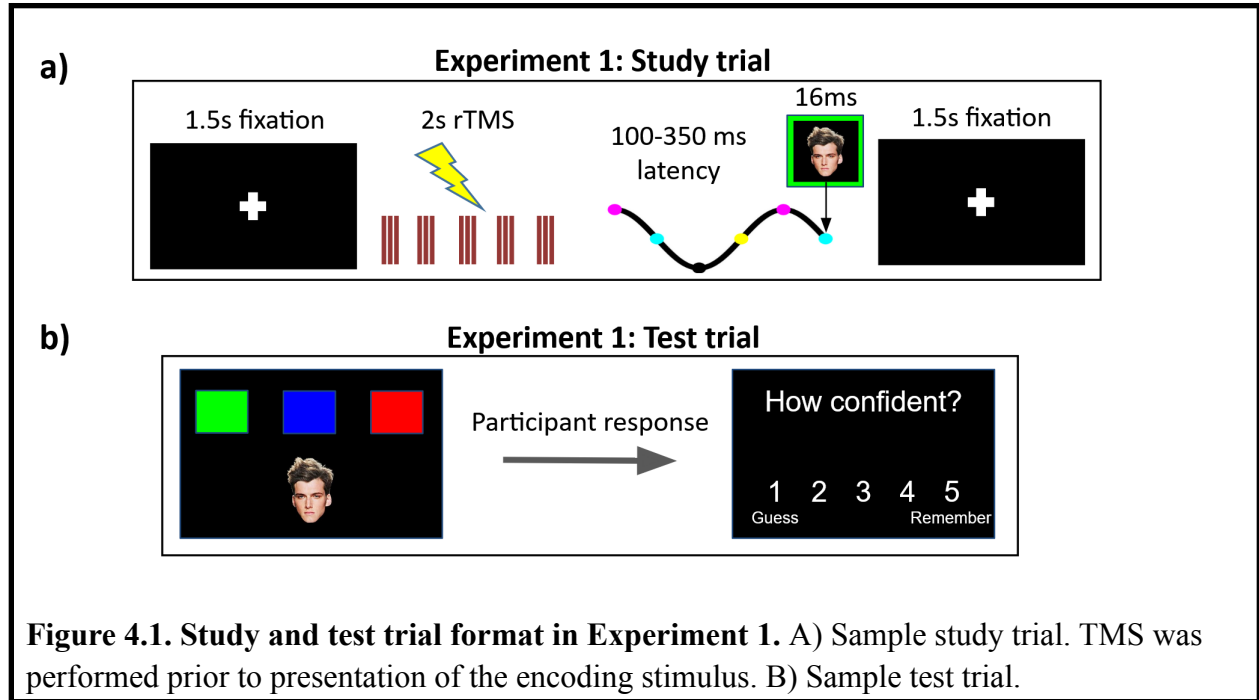 a)
Experiment 1: Study trial
1.5s fixation
2s rTMS
100-350 ms
latency
16ms
1.5s fixation
b)
Experiment 1: Test trial
Participant response
How confident?
1 2 3 4 5
Guess Remember
Figure 4.1. Study and test trial format in Experiment 1. A) Sample study trial. TMS was
performed prior to presentation of the encoding stimulus. B) Sample test trial.